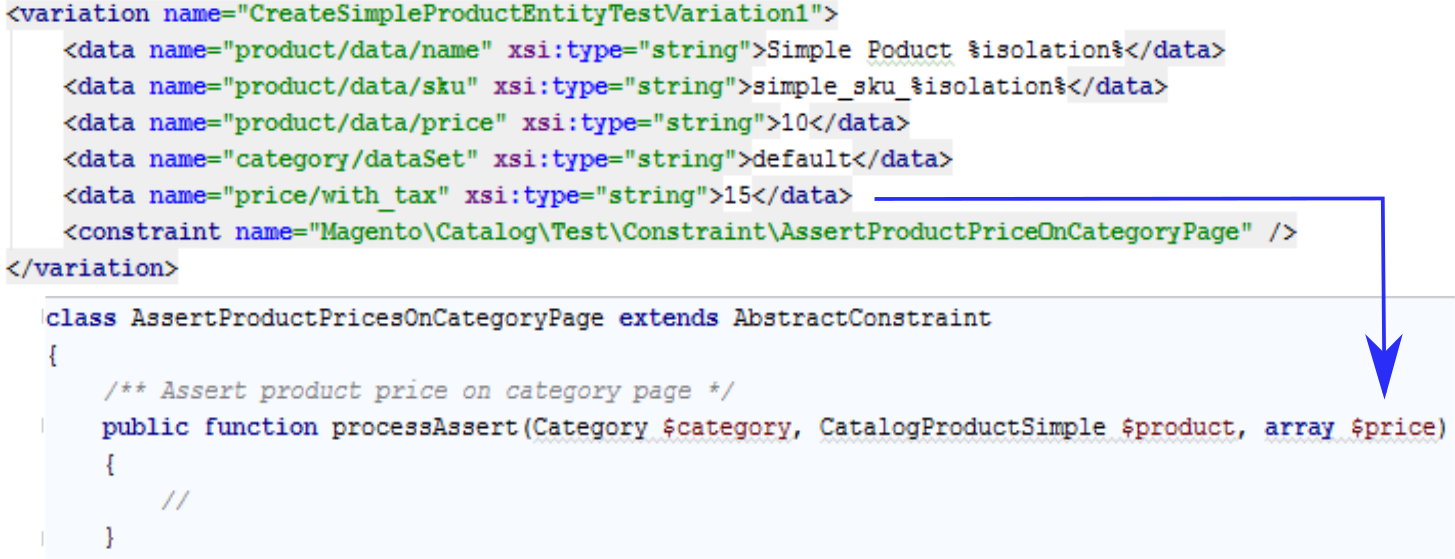 <variation name="CreateSimpleProductEntityTestVariation1">
<data name="product/data/name" xsi:type="string">Simple Poduct %isolation%</data>
<data name="product/data/sku" xsi:type="string">simple_sku_%isolation%</data>
<data name="product/data/price" xsi:type="string">10</data>
<data name="category/dataSet" xsi:type="string">default</data>
<data name="price/with_tax" xsi:type="string">15</data>
<constraint name="Magento\Catalog\Test\Constraint\AssertProductPriceOnCategoryPage" />
</variation>
class AssertProductPricesOnCategoryPage extends AbstractConstraint
{
/** Assert product price on category page */
public function processAssert(Category $category, CatalogProductSimple $product, array $price)
{
//
}